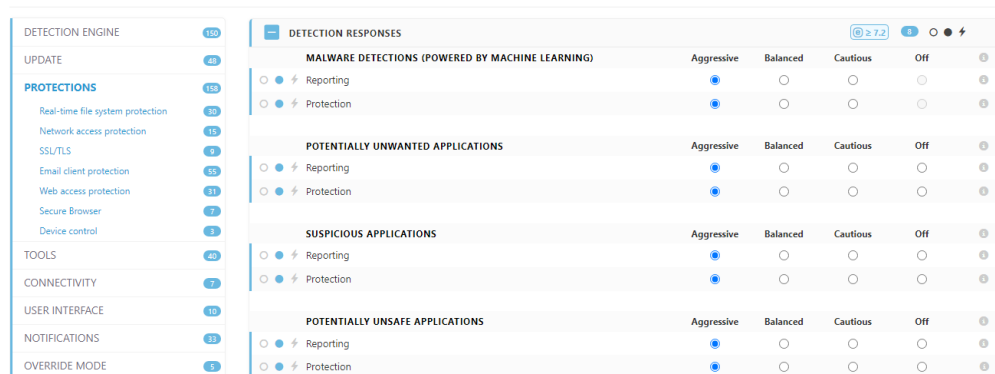 DETECTION ENGINE 150
UPDATE 48
PROTECTIONS 158
Real-time file system protection 30
Network access protection 15
SSL/TLS 9
Email client protection 55
Web access protection 31
Secure Browser 7
Device control 3
TOOLS 40
CONNECTIVITY 7
USER INTERFACE 10
NOTIFICATIONS 33
OVERRIDE MODE 5
DETECTION RESPONSES ≥ 7.2 8
MALWARE DETECTIONS (POWERED BY MACHINE LEARNING) Aggressive Balanced Cautious Off
Reporting
Protection
POTENTIALLY UNWANTED APPLICATIONS Aggressive Balanced Cautious Off
Reporting
Protection
SUSPICIOUS APPLICATIONS Aggressive Balanced Cautious Off
Reporting
Protection
POTENTIALLY UNSAFE APPLICATIONS Aggressive Balanced Cautious Off
Reporting
Protection